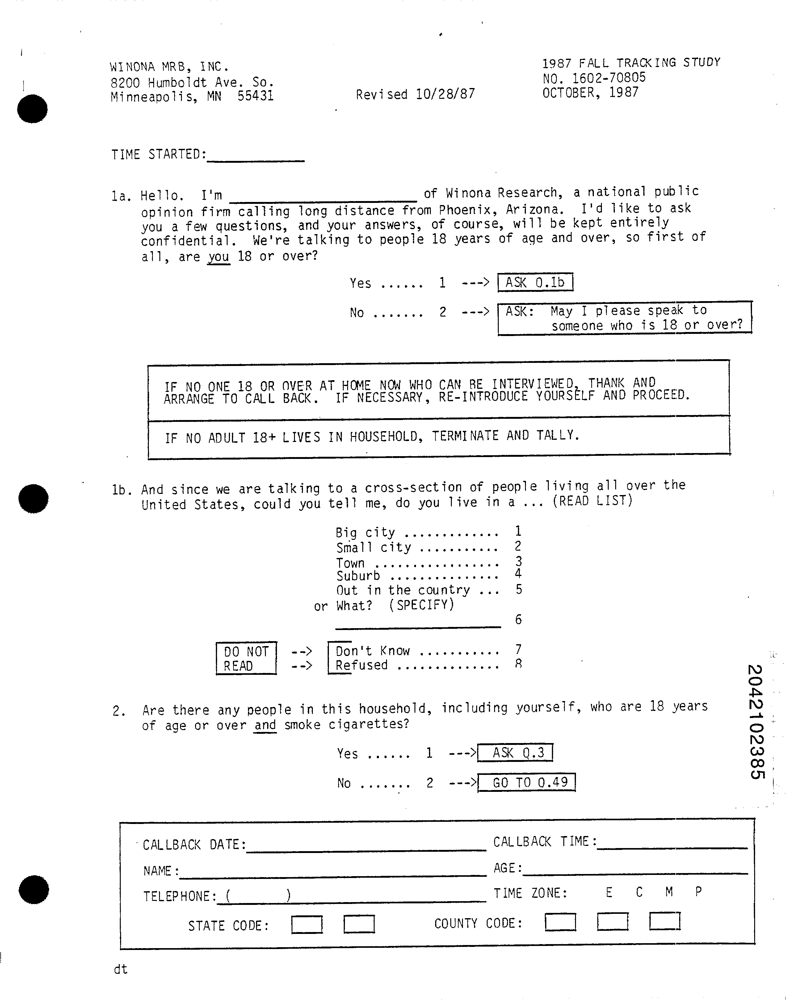 WINONA MRB, INC.
8200 Humboldt Ave. So.
Minneapolis, MN 55431
Revised 10/28/87
1987 FALL TRACKING STUDY
NO. 1602-70805
OCTOBER, 1987
TIME STARTED:
1a. Hello. I'm of Winona Research, a national public
opinion firm calling long distance from Phoenix, Arizona. I'd like to ask
you a few questions, and your answers, of course, will be kept entirely
confidential. We're talking to people 18 years of age and over, so first of
all, are you 18 or over?
Yes ...... 1 ---> ASK Q.1b
No ....... 2 ---> ASK: May I please speak to
someone who is 18 or over?
IF NO ONE 18 OR OVER AT HOME NOW WHO CAN BE INTERVIEWED, THANK AND
ARRANGE TO CALL BACK. IF NECESSARY, RE-INTRODUCE YOURSELF AND PROCEED.
IF NO ADULT 18+ LIVES IN HOUSEHOLD, TERMINATE AND TALLY.
1b. And since we are talking to a cross-section of people living all over the
United States, could you tell me, do you live in a ... (READ LIST)
Big city ............. 1
Small city ........... 2
Town ................. 3
Suburb ............... 4
Out in the country ... 5
or What? (SPECIFY)
6
DO NOT --> Don't Know ........... 7
READ --> Refused .............. 8
2. Are there any people in this household, including yourself, who are 18 years
of age or over and smoke cigarettes?
Yes ...... 1 ---> ASK Q.3
No ....... 2 ---> GO TO Q.49
CALLBACK DATE: CALLBACK TIME:
NAME: AGE:
TELEPHONE: ( ) TIME ZONE: E C M P
STATE CODE: COUNTY CODE:
dt
2042102385